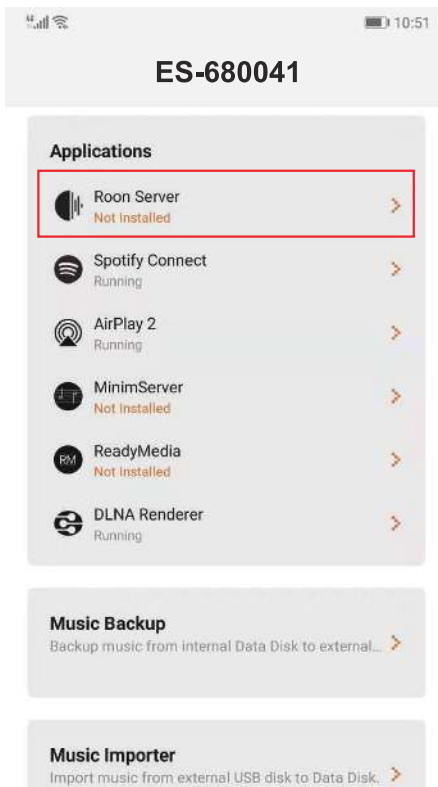 10:51
ES-680041
Applications
Roon Server
Not Installed
Spotify Connect
Running
AirPlay 2
Running
MinimServer
Not Installed
RM
ReadyMedia
Not Installed
DLNA Renderer
Running
Music Backup
Backup music from internal Data Disk to external...
Music Importer
Import music from external USB disk to Data Disk.